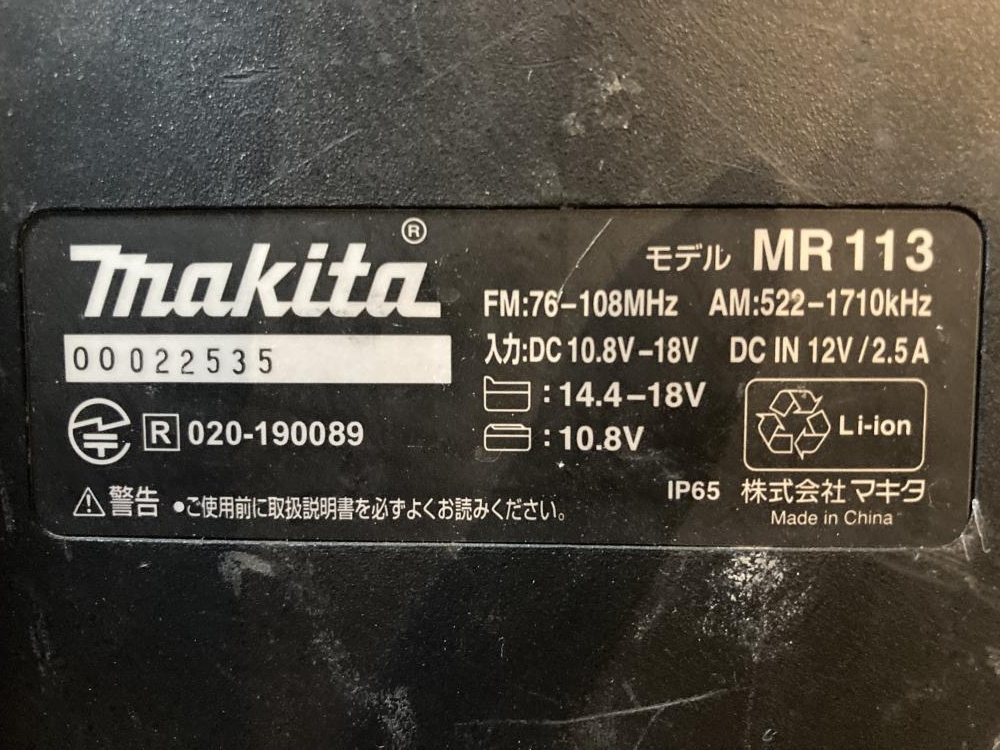 makita®
モデル MR113
FM:76-108MHz AM:522-1710kHz
00022535
入力:DC 10.8V-18V DC IN 12V/2.5A
:14.4-18V
:10.8V
Li-ion
R 020-190089
IP65 株式会社マキタ
Made in China
警告 ●ご使用前に取扱説明書を必ずよくお読みください。